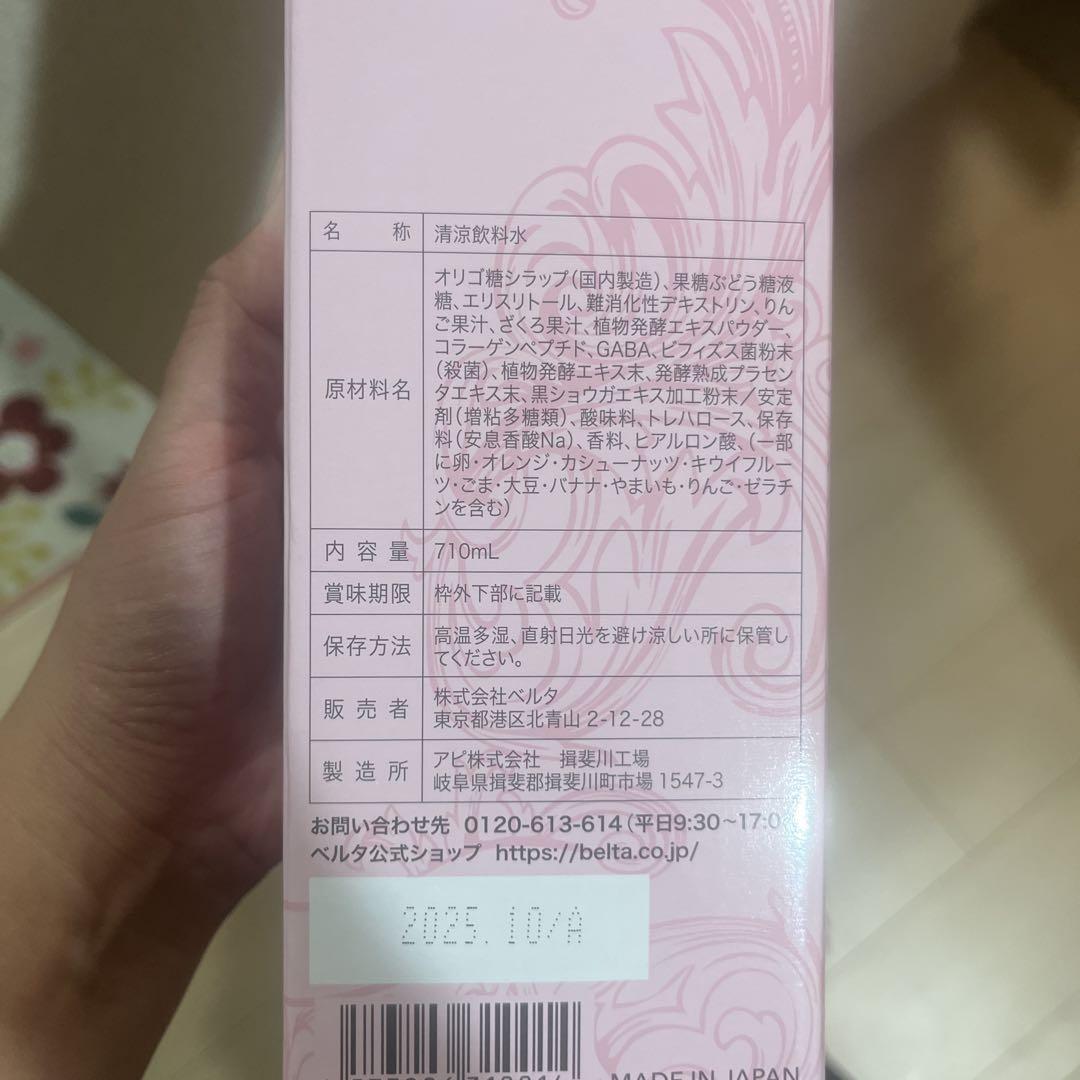 名称 清涼飲料水
原材料名
オリゴ糖シラップ(国内製造)、果糖ぶどう糖液
糖、エリスリトール、難消化性デキストリン、りん
ご果汁、ざくろ果汁、植物発酵エキスパウダー、
コラーゲンペプチド、GABA、ビフィズス菌粉末
(殺菌)、植物発酵エキス末、発酵熟成プラセン
タエキス末、黒ショウガエキス加工粉末/安定
剤(増粘多糖類)、酸味料、トレハロース、保存
料(安息香酸Na)、香料、ヒアルロン酸、(一部
に卵・オレンジ・カシューナッツ・キウイフルー
ツ・ごま・大豆・バナナ・やまいも・りんご・ゼラチ
ンを含む)
内容量 710mL
賞味期限 枠外下部に記載
保存方法
高温多湿、直射日光を避け涼しい所に保管し
てください。
販売者
株式会社ベルタ
東京都港区北青山 2-12-28
製造所
アピ株式会社 揖斐川工場
岐阜県揖斐郡揖斐川町市場 1547-3
お問い合わせ先 0120-613-614(平日9:30~17:0
ベルタ公式ショップ https://belta.co.jp/
2025.10/A
MADE IN JAPAN